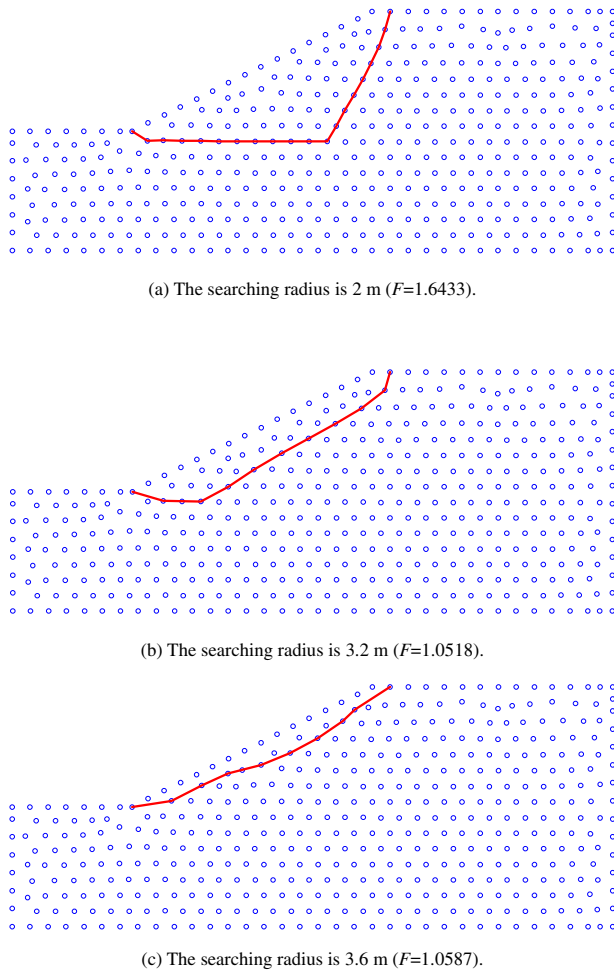 (a) The searching radius is 2 m (F=1.6433).
(b) The searching radius is 3.2 m (F=1.0518).
(c) The searching radius is 3.6 m (F=1.0587).